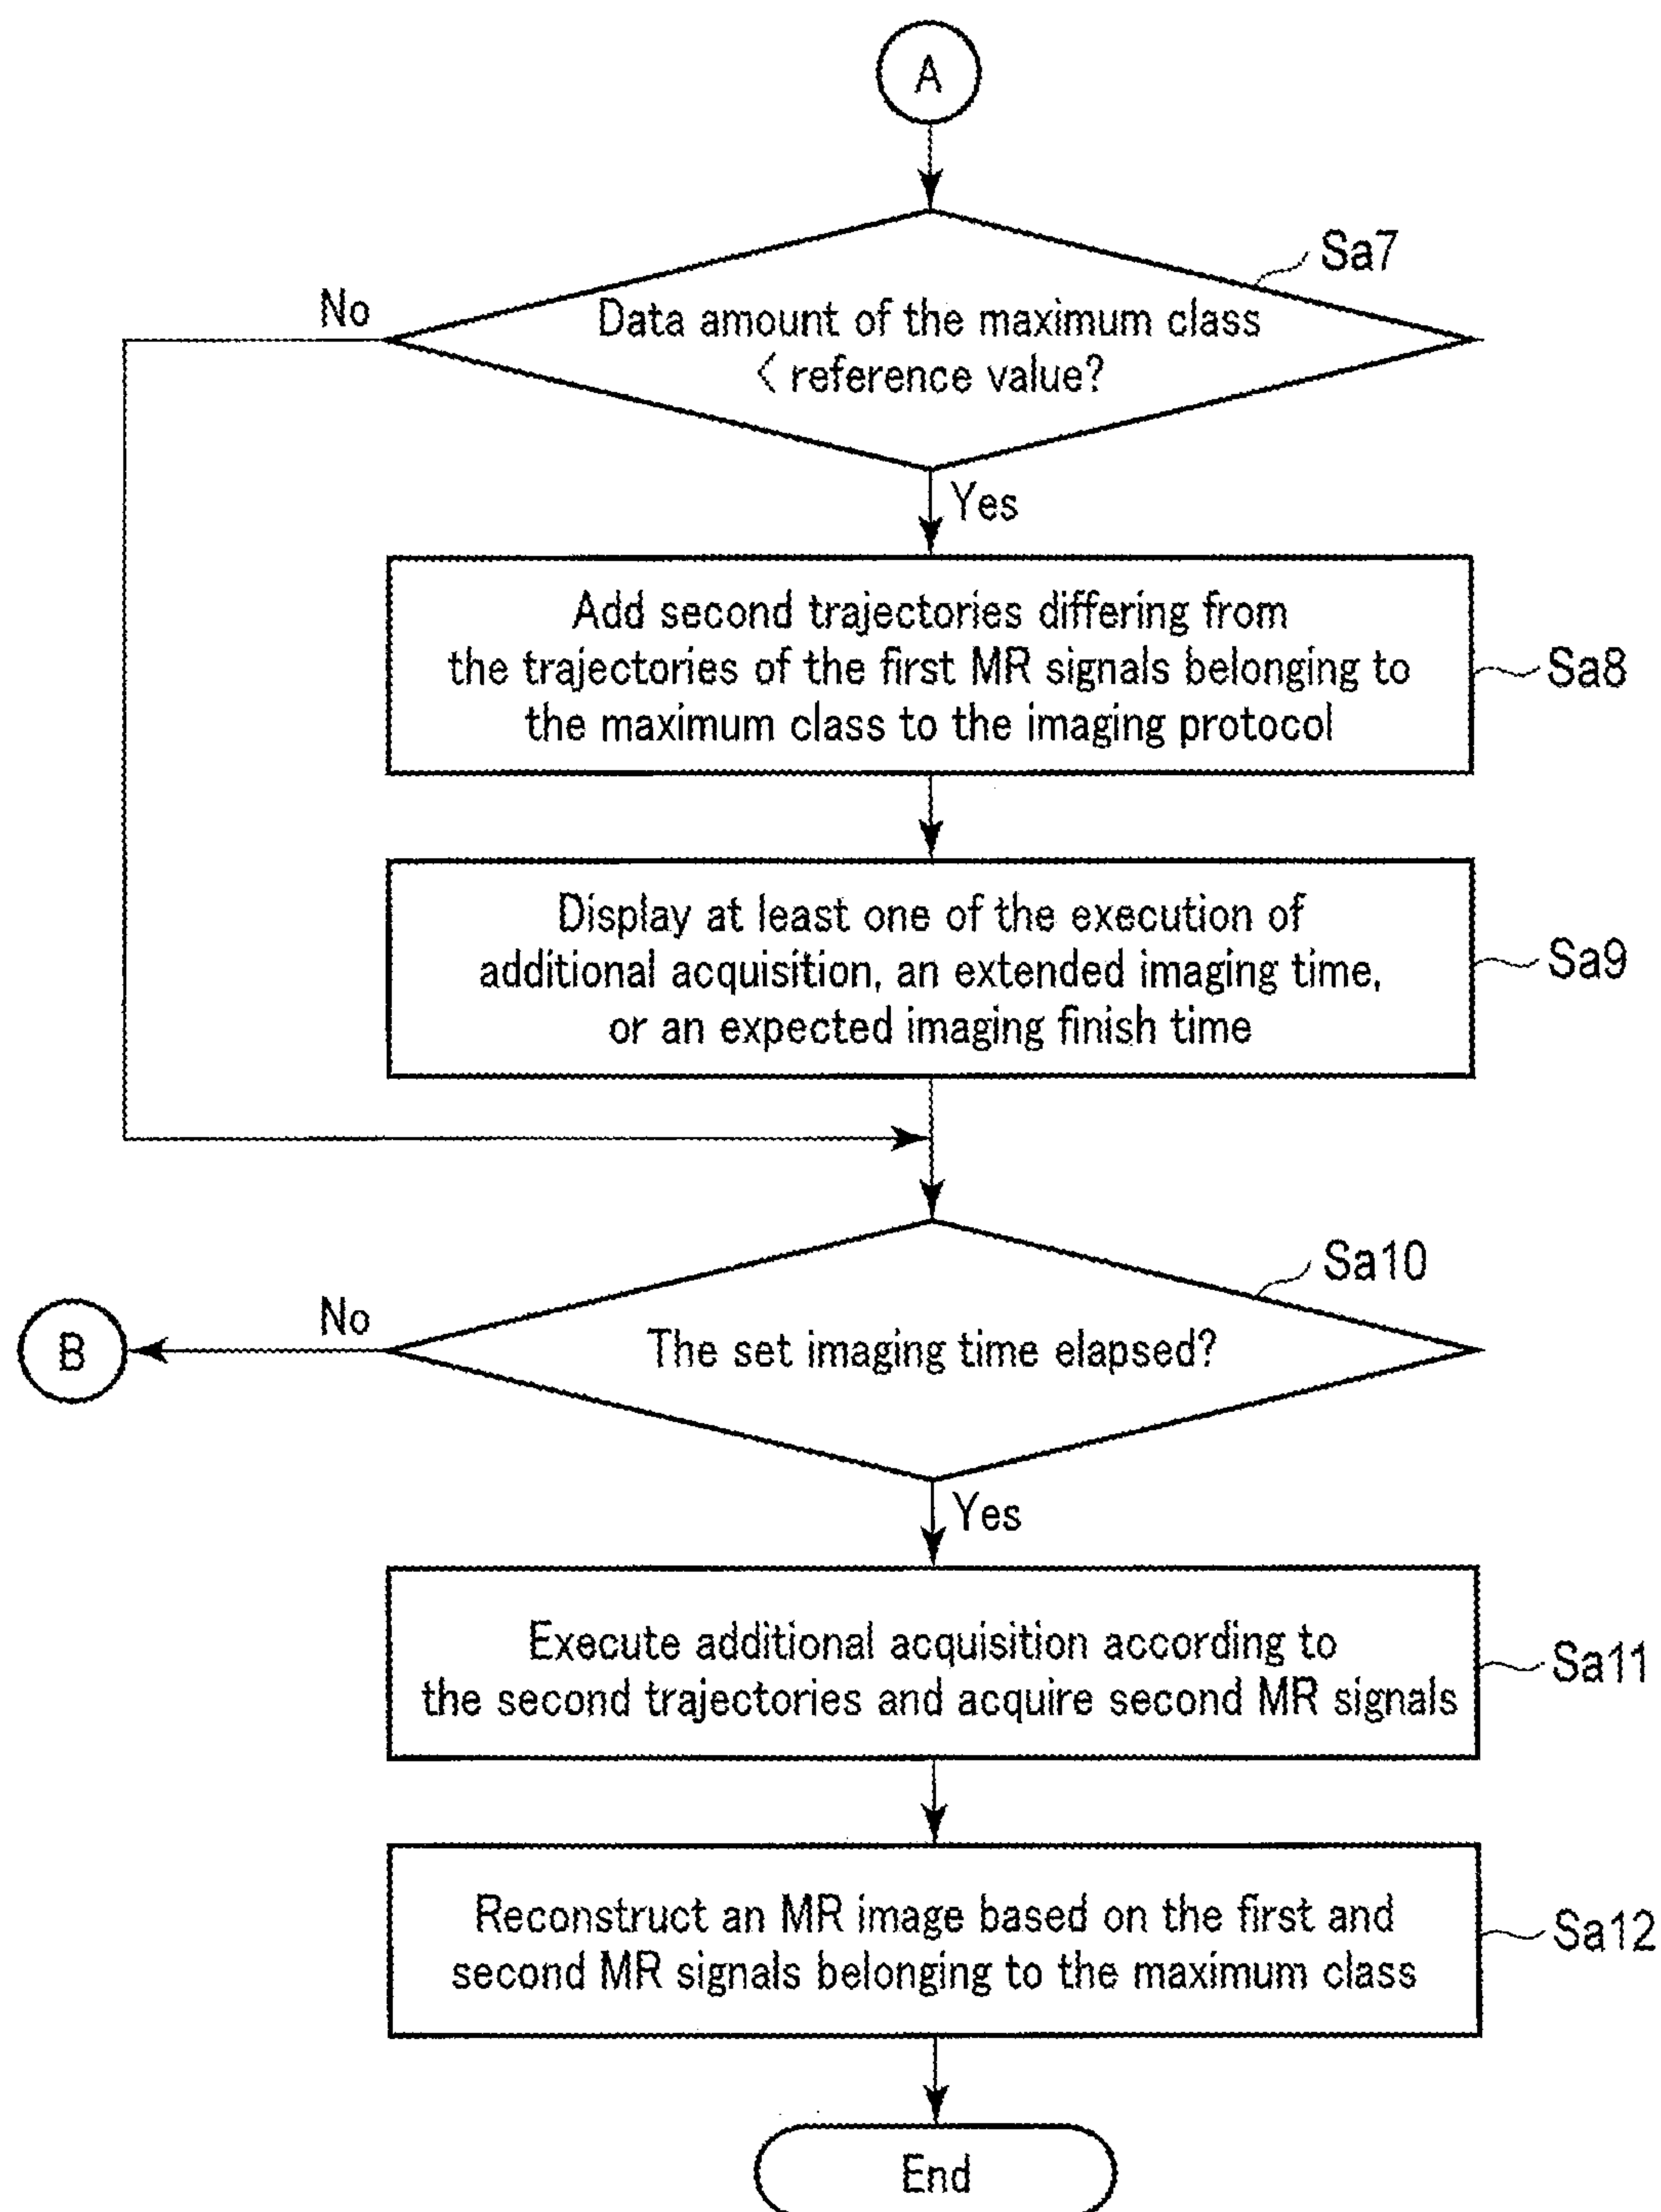 A
Sa7
No
Data amount of the maximum class
< reference value?
Yes
Add second trajectories differing from
the trajectories of the first MR signals belonging to
the maximum class to the imaging protocol
Sa8
Display at least one of the execution of
additional acquisition, an extended imaging time,
or an expected imaging finish time
Sa9
Sa10
B
No
The set imaging time elapsed?
Yes
Execute additional acquisition according to
the second trajectories and acquire second MR signals
Sa11
Reconstruct an MR image based on the first and
second MR signals belonging to the maximum class
Sa12
End